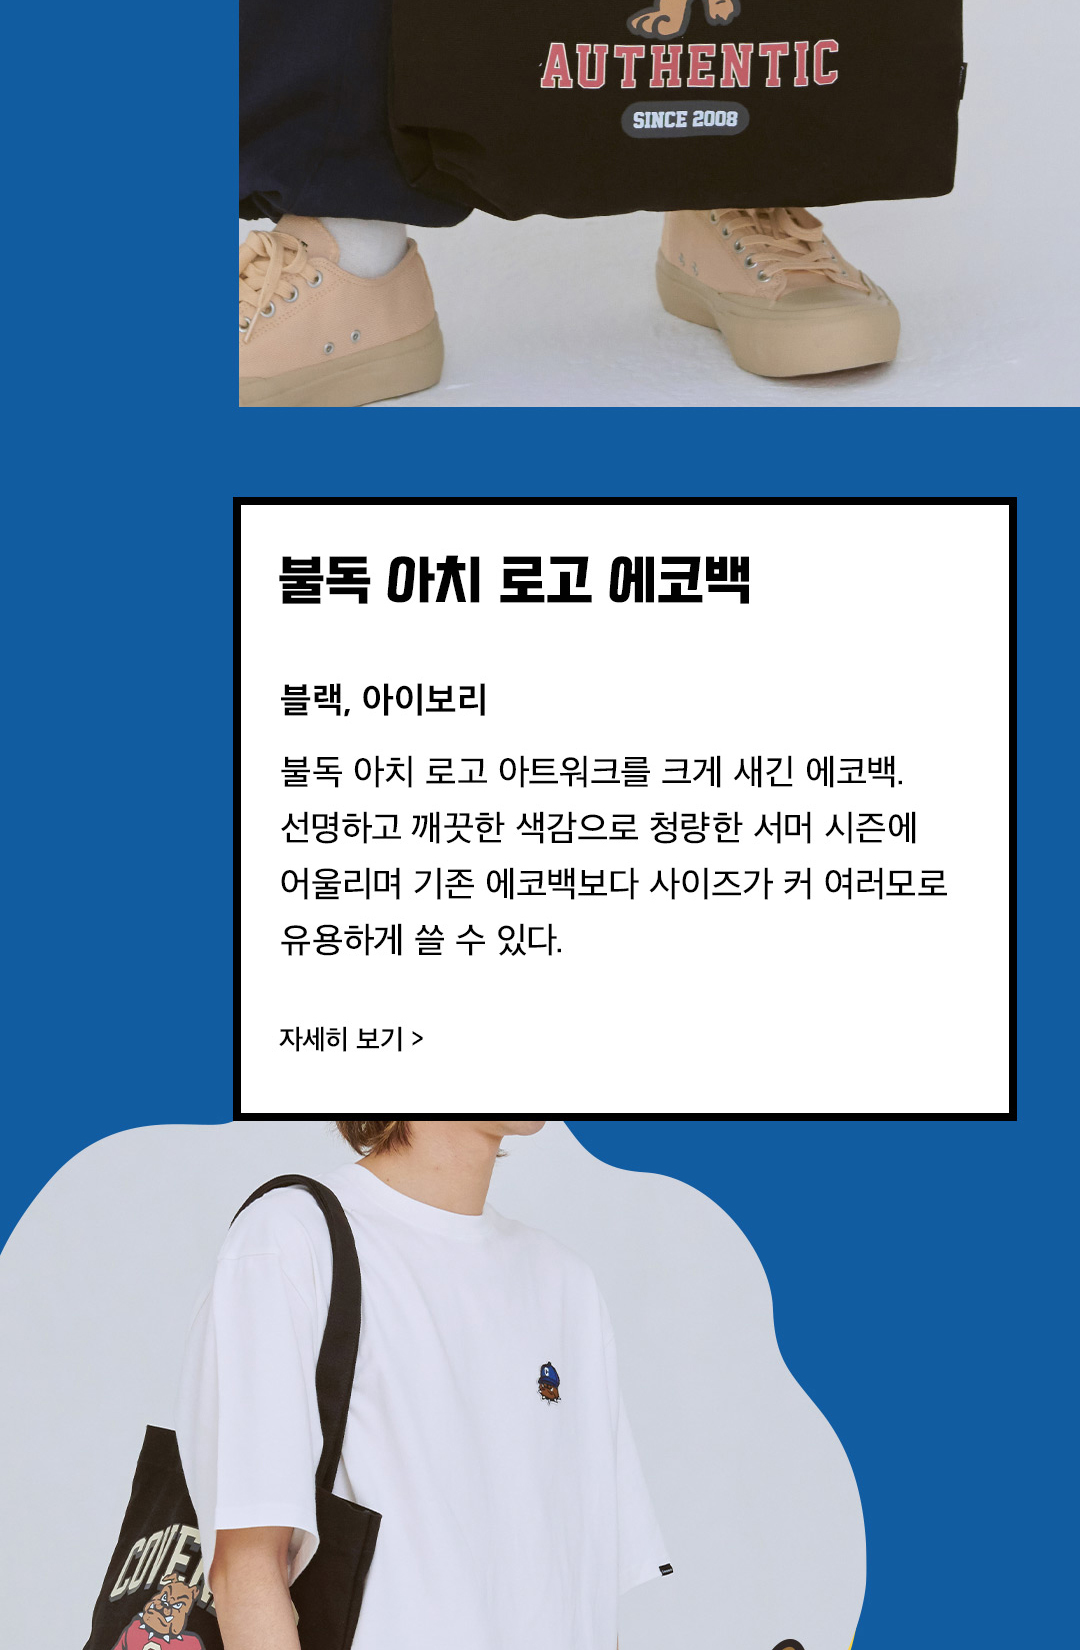 AUTHENTIC
SINCE 2008
불독 아치 로고 에코백
블랙, 아이보리
불독 아치 로고 아트워크를 크게 새긴 에코백.
선명하고 깨끗한 색감으로 청량한 서머 시즌에
어울리며 기존 에코백보다 사이즈가 커 여러모로
유용하게 쓸 수 있다.
자세히 보기 >